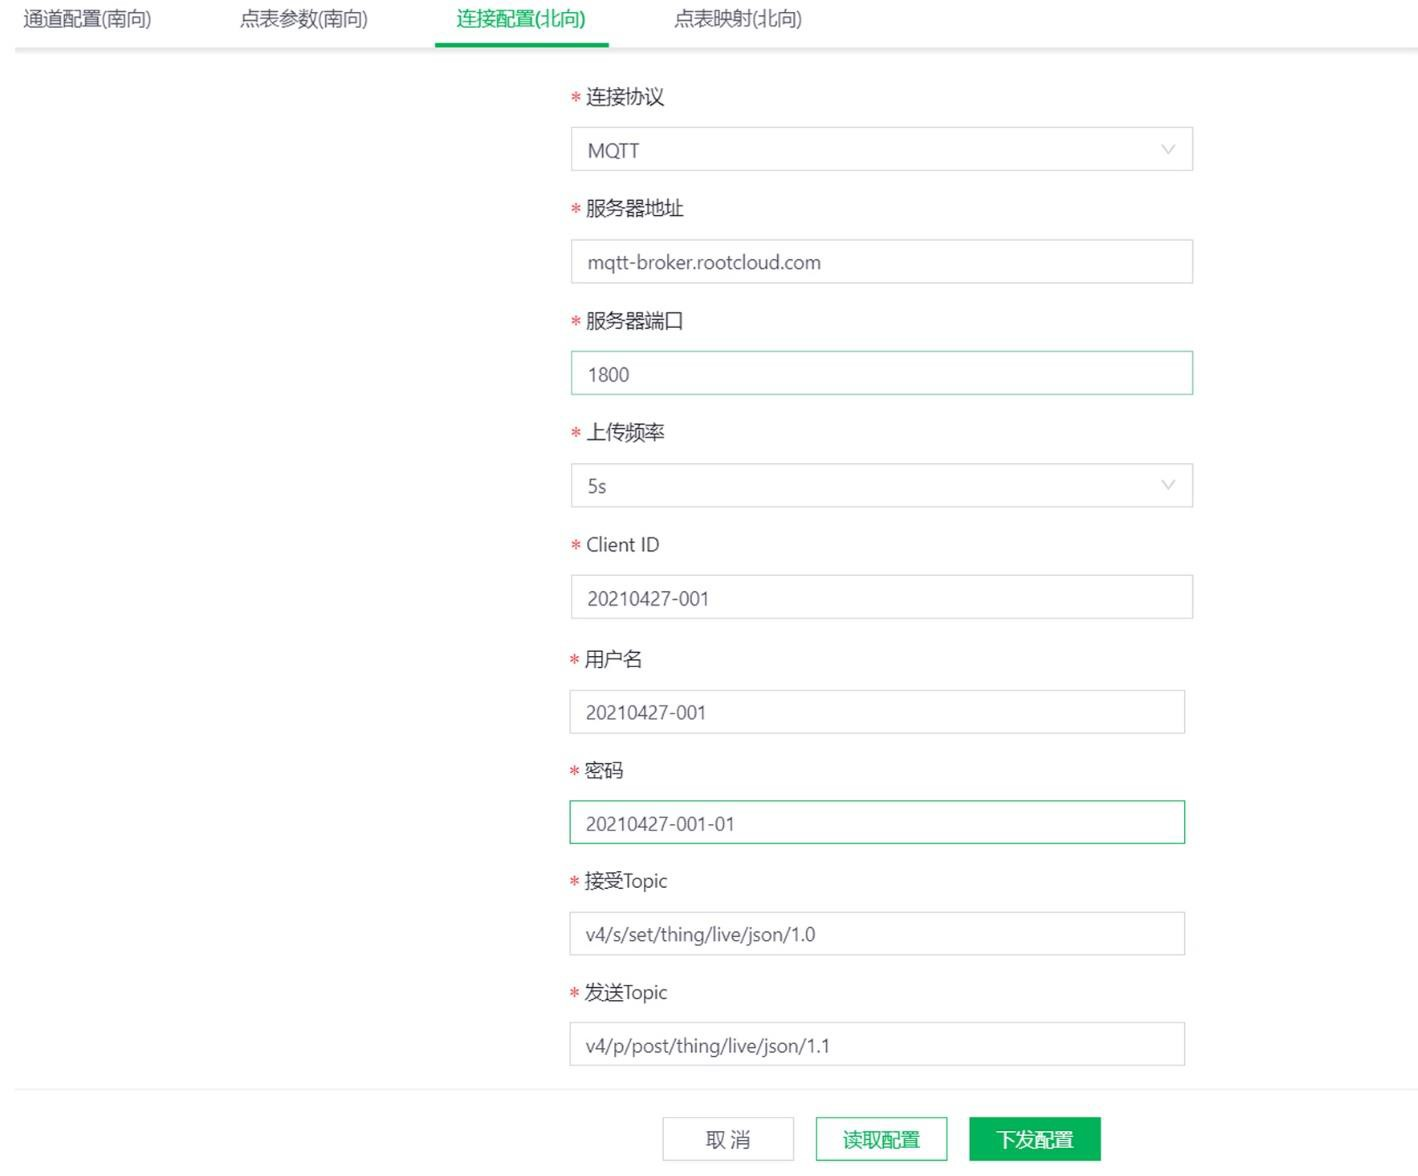 通道配置(南向) 点表参数(南向) 连接配置(北向) 点表映射(北向)
* 连接协议
MQTT
* 服务器地址
mqtt-broker.rootcloud.com
* 服务器端口
1800
* 上传频率
5s
* Client ID
20210427-001
* 用户名
20210427-001
* 密码
20210427-001-01
* 接受Topic
v4/s/set/thing/live/json/1.0
* 发送Topic
v4/p/post/thing/live/json/1.1
取 消 读取配置 下发配置